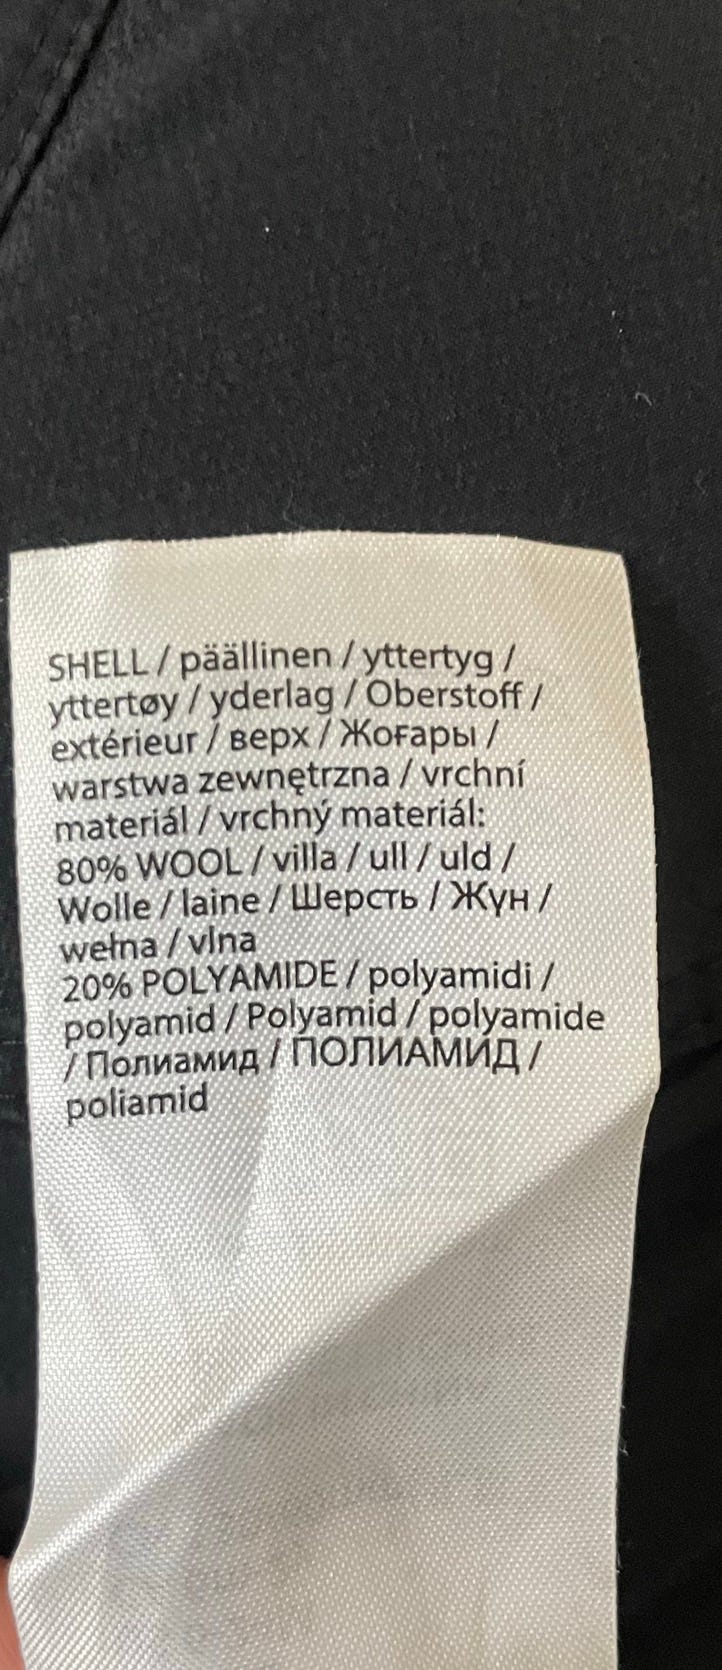 SHELL / päällinen / yttertyg /
yttertøy / yderlag / Oberstoff /
extérieur / верх / Жоғары /
warstwa zewnętrzna / vrchní
materiál / vrchný materiál:
80% WOOL / villa / ull / uld /
Wolle / laine / Шерсть / Жүн /
wełna / vlna
20% POLYAMIDE / polyamidi /
polyamid / Polyamid / polyamide
/ Полиамид / ПОЛИАМИД /
poliamid